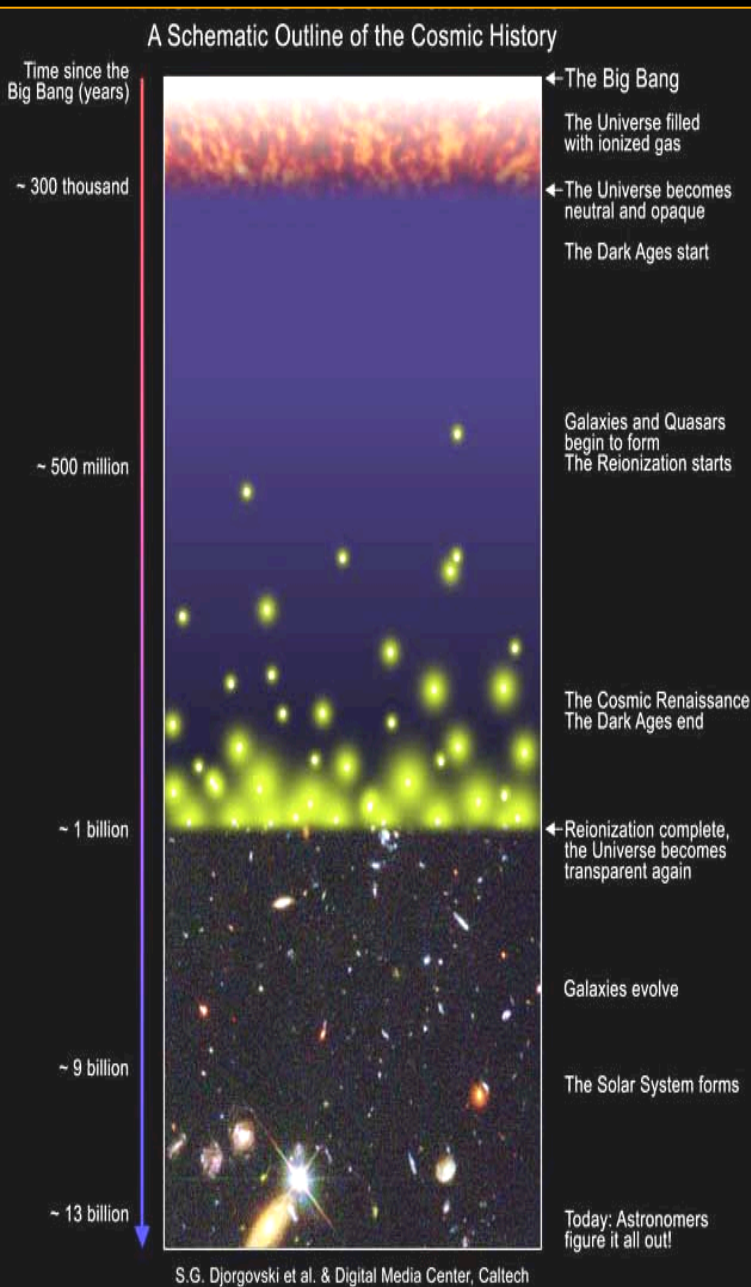 A Schematic Outline of the Cosmic History
Time since the
Big Bang (years)
The Big Bang
The Universe filled
with ionized gas
~ 300 thousand
The Universe becomes
neutral and opaque
The Dark Ages start
Galaxies and Quasars
begin to form
The Reionization starts
~ 500 million
The Cosmic Renaissance
The Dark Ages end
~ 1 billion
Reionization complete,
the Universe becomes
transparent again
Galaxies evolve
~ 9 billion
The Solar System forms
~ 13 billion
Today: Astronomers
figure it all out!
S.G. Djorgovski et al. & Digital Media Center, Caltech